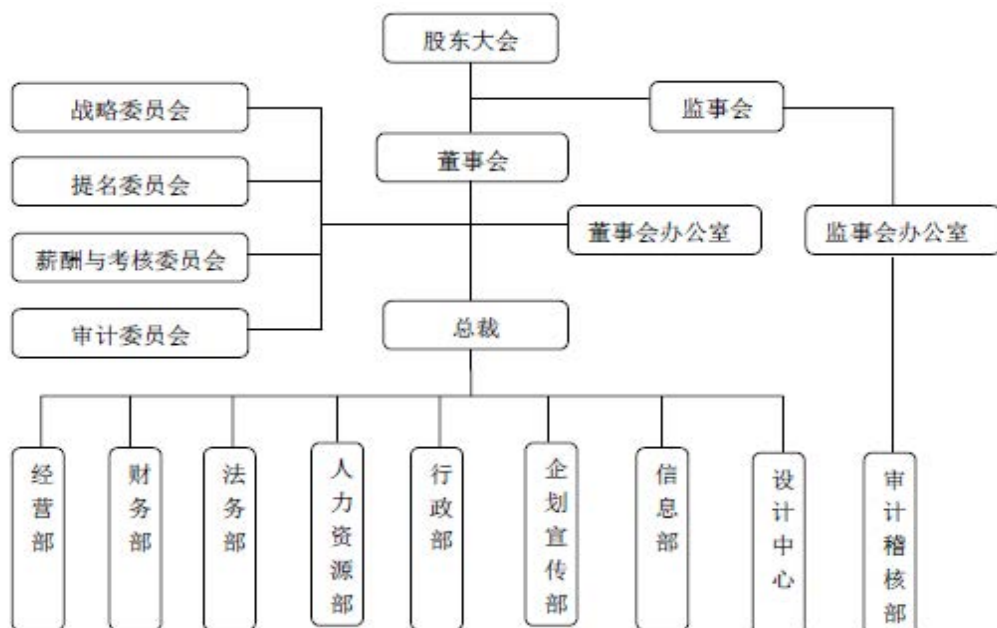 股东大会
战略委员会
监事会
董事会
提名委员会
董事会办公室
监事会办公室
薪酬与考核委员会
总裁
审计委员会
经营部
财务部
法务部
人力资源部
行政部
企划宣传部
信息部
设计中心
审计稽核部